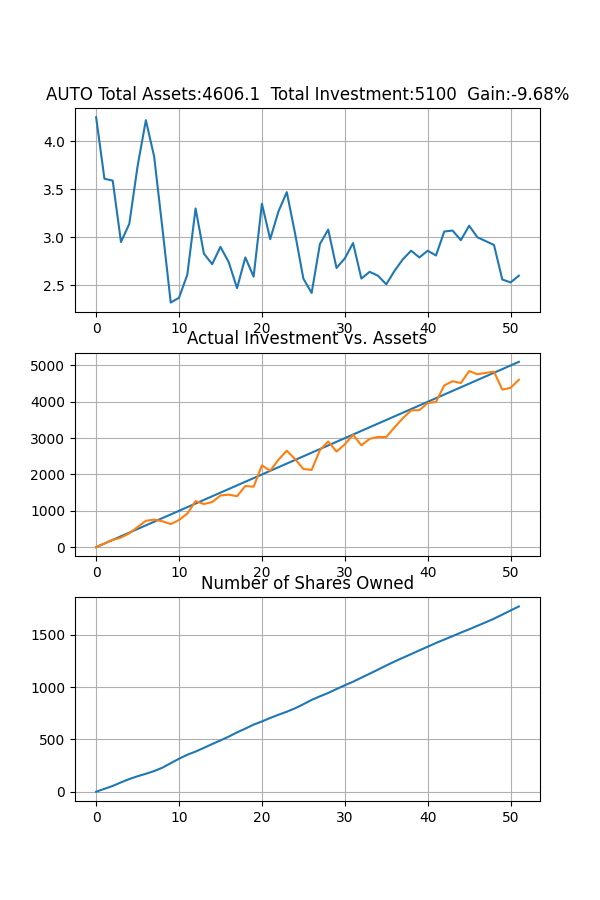 AUTO Total Assets:4606.1  Total Investment:5100  Gain:-9.68%
4.0
3.5
3.0
2.5
0 10 20 30 40 50
Actual Investment vs. Assets
5000
4000
3000
2000
1000
0
0 10 20 30 40 50
Number of Shares Owned
1500
1000
500
0
0 10 20 30 40 50